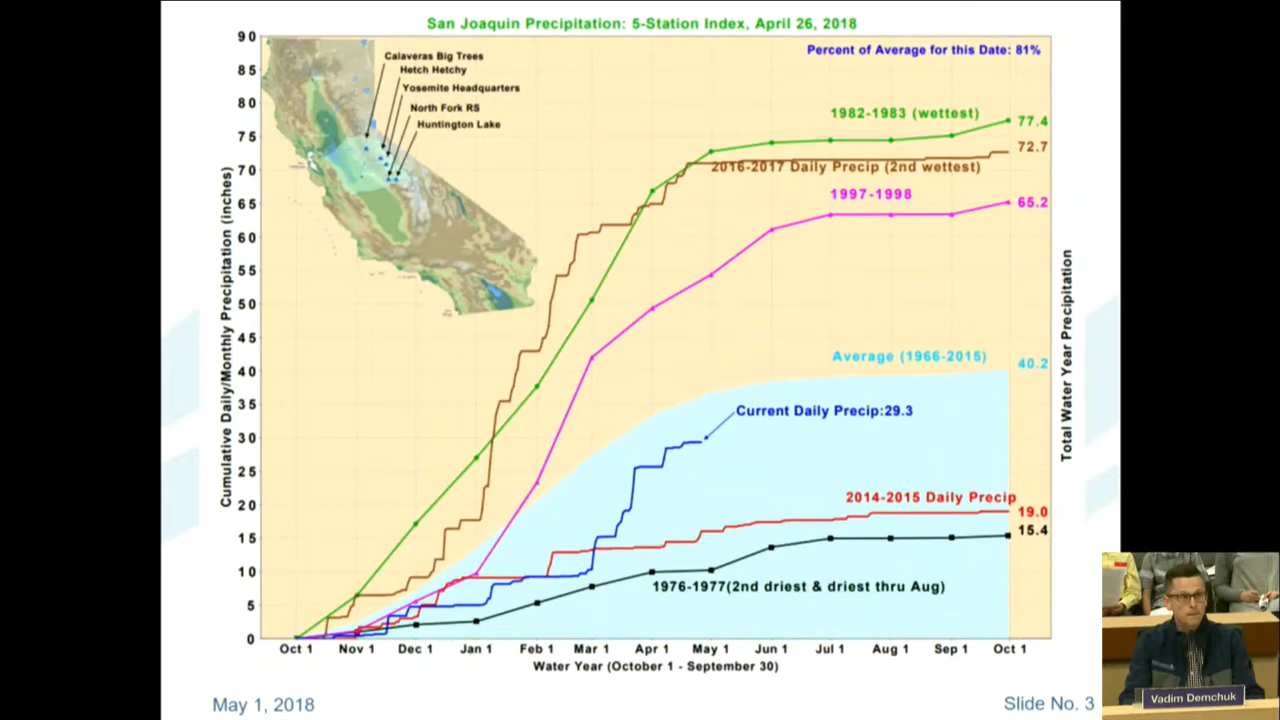 San Joaquin Precipitation: 5-Station Index, April 26, 2018
Percent of Average for this Date: 81%
Cumulative Daily/Monthly Precipitation (inches)
90
85
80
75
70
65
60
55
50
45
40
35
30
25
20
15
10
5
0
Calaveras Big Trees
Hetch Hetchy
Yosemite Headquarters
North Fork RS
Huntington Lake
1982-1983 (wettest)
77.4
72.7
2016-2017 Daily Precip (2nd wettest)
1997-1998
65.2
Average (1966-2015)
40.2
Current Daily Precip:29.3
2014-2015 Daily Precip
19.0
15.4
1976-1977(2nd driest & driest thru Aug)
Total Water Year Precipitation
Oct 1 Nov 1 Dec 1 Jan 1 Feb 1 Mar 1 Apr 1 May 1 Jun 1 Jul 1 Aug 1 Sep 1 Oct 1
Water Year (October 1 - September 30)
May 1, 2018
Slide No. 3
Vadim Demchuk